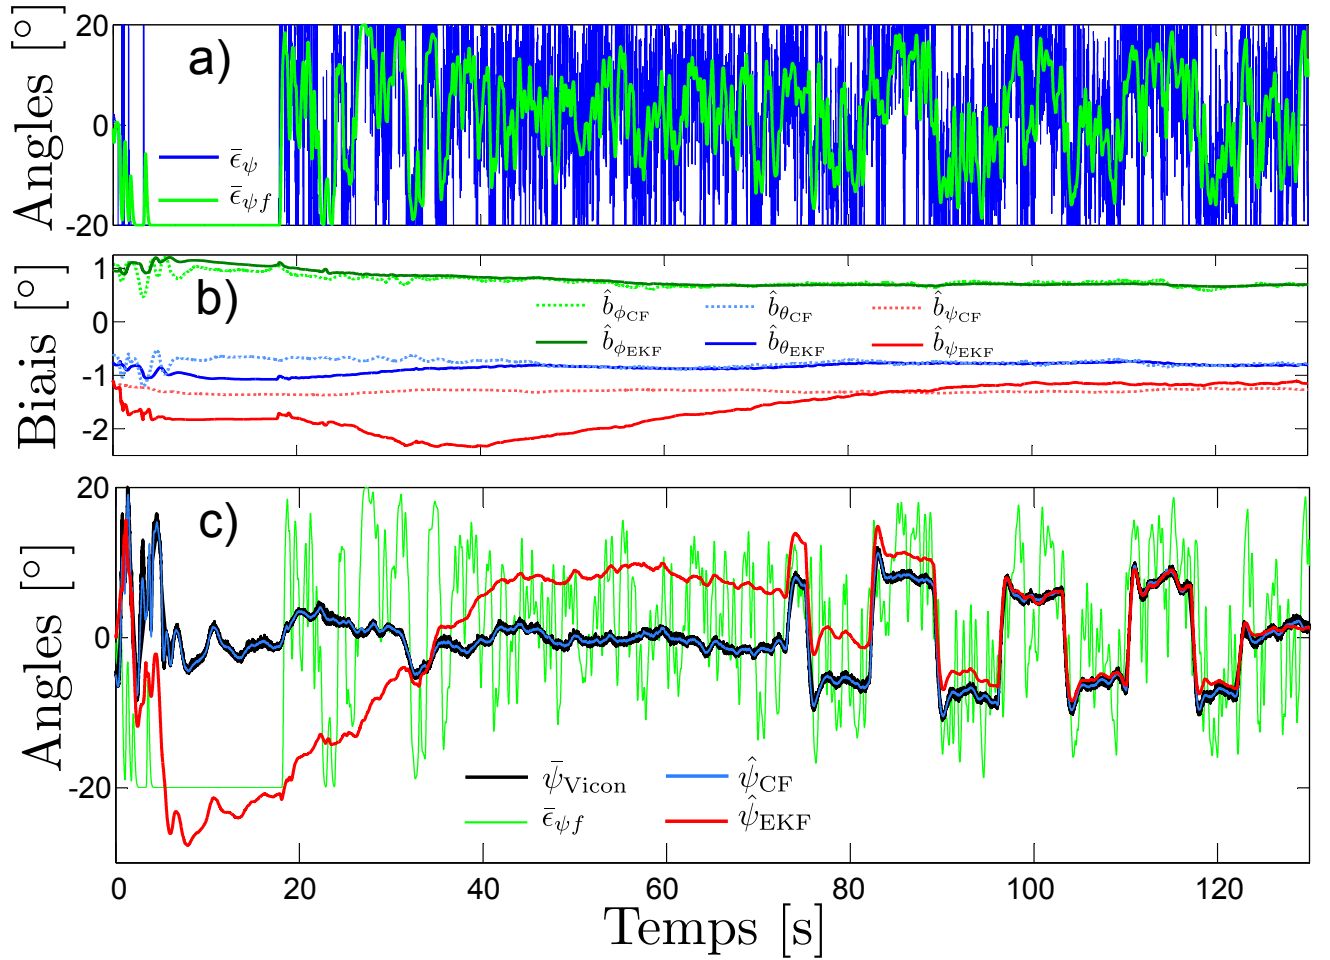 Angles [°]
20
0
-20
a)
ϵ̄ψ
ϵ̄ψf
Biais [°]
1
0
-1
-2
b)
b̂ϕCF b̂θCF b̂ψCF
b̂ϕEKF b̂θEKF b̂ψEKF
Angles [°]
20
0
-20
c)
ψ̄Vicon ψ̂CF
ϵ̄ψf ψ̂EKF
0 20 40 60 80 100 120
Temps [s]